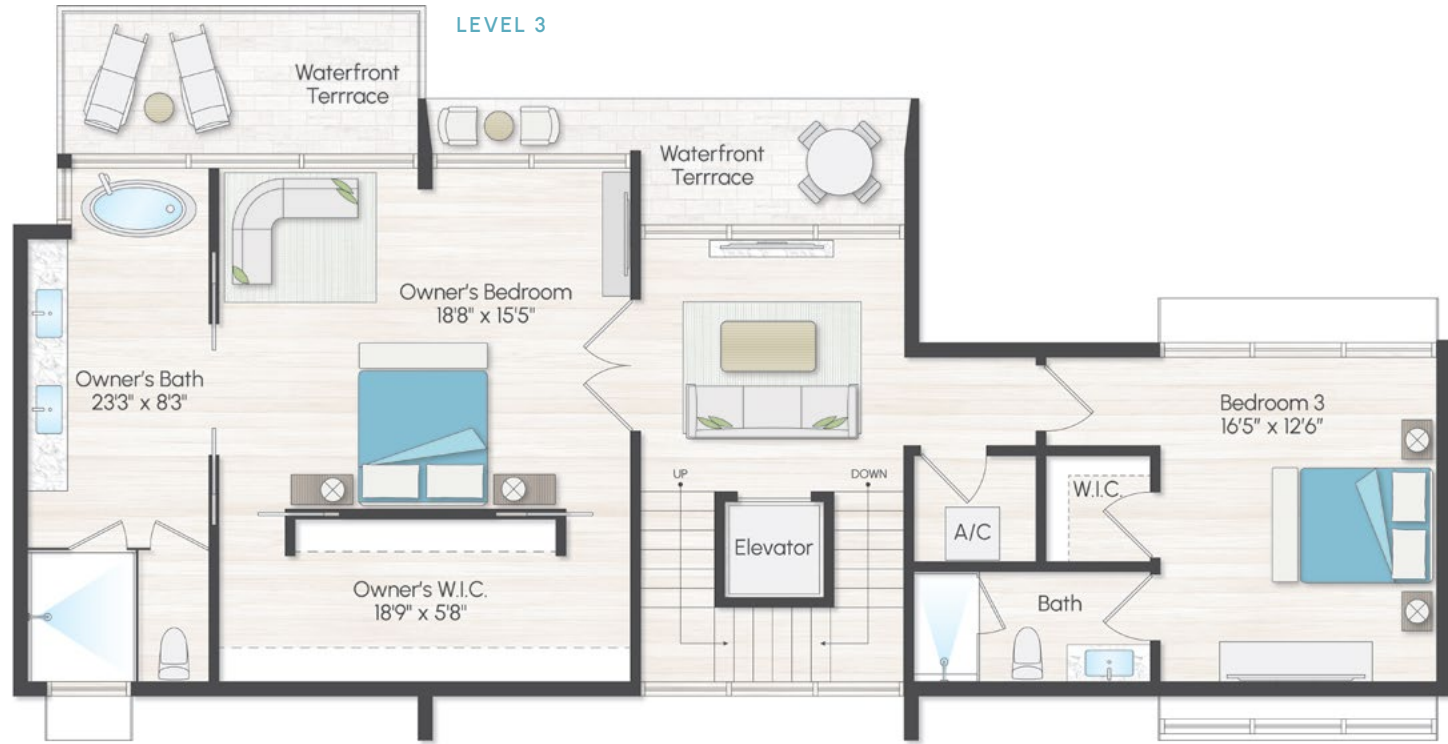 LEVEL 3
Waterfront
Terrrace
Waterfront
Terrrace
Owner's Bedroom
18'8" x 15'5"
Owner's Bath
23'3" x 8'3"
Bedroom 3
16'5" x 12'6"
UP
DOWN
W.I.C.
A/C
Elevator
Owner's W.I.C.
18'9" x 5'8"
Bath